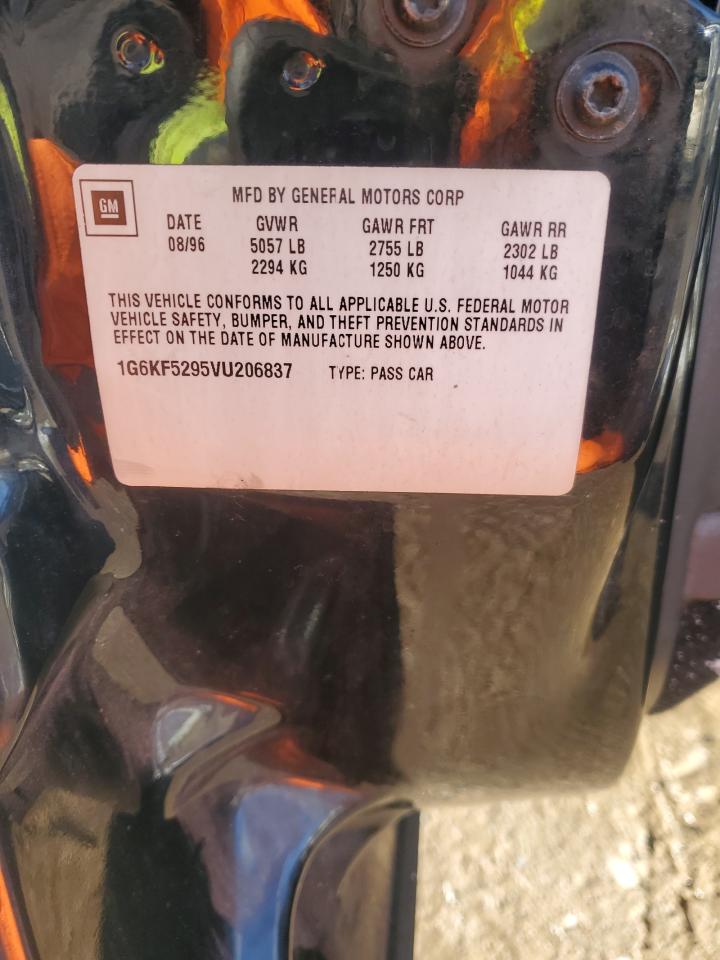 GM
MFD BY GENERAL MOTORS CORP
DATE GVWR GAWR FRT GAWR RR
08/96 5057 LB 2755 LB 2302 LB
2294 KG 1250 KG 1044 KG
THIS VEHICLE CONFORMS TO ALL APPLICABLE U.S. FEDERAL MOTOR
VEHICLE SAFETY, BUMPER, AND THEFT PREVENTION STANDARDS IN
EFFECT ON THE DATE OF MANUFACTURE SHOWN ABOVE.
1G6KF5295VU206837 TYPE: PASS CAR